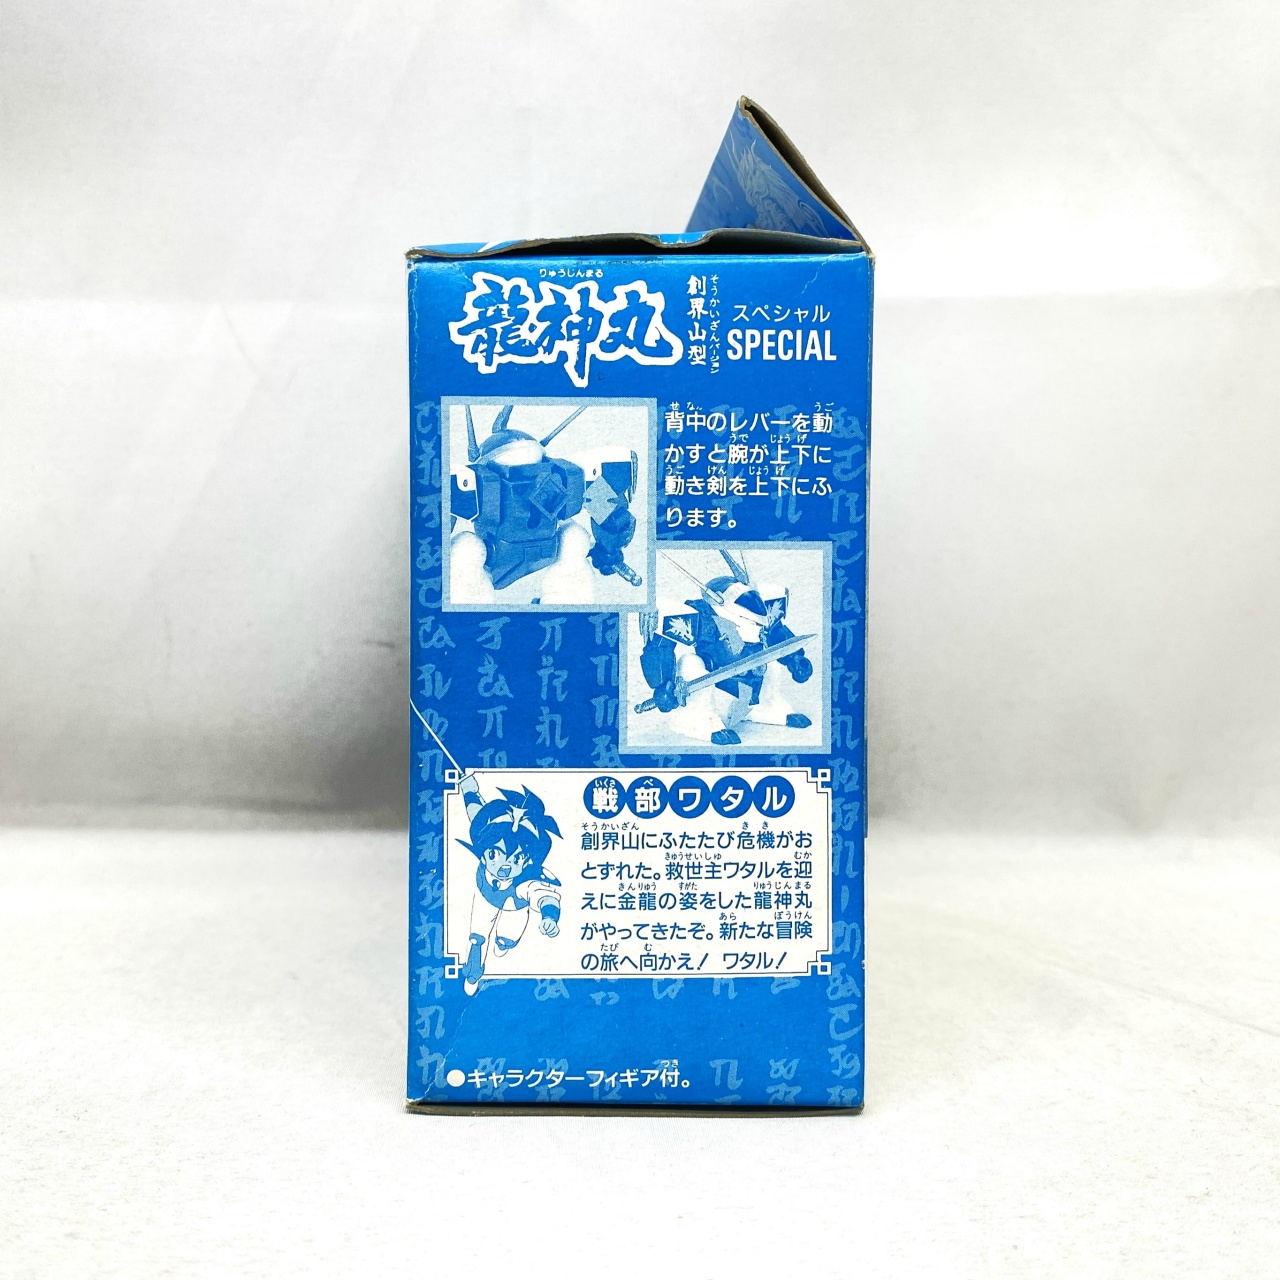 りゅうじんまる
龍神丸
創界山型
そうかいざんバージョン
スペシャル
SPECIAL
背中のレバーを動
かすと腕が上下に
動き剣を上下にふ
ります。
戦部ワタル
創界山にふたたび危機がお
とずれた。救世主ワタルを迎
えに金龍の姿をした龍神丸
がやってきたぞ。新たな冒険
の旅へ向かえ! ワタル!
●キャラクターフィギア付。